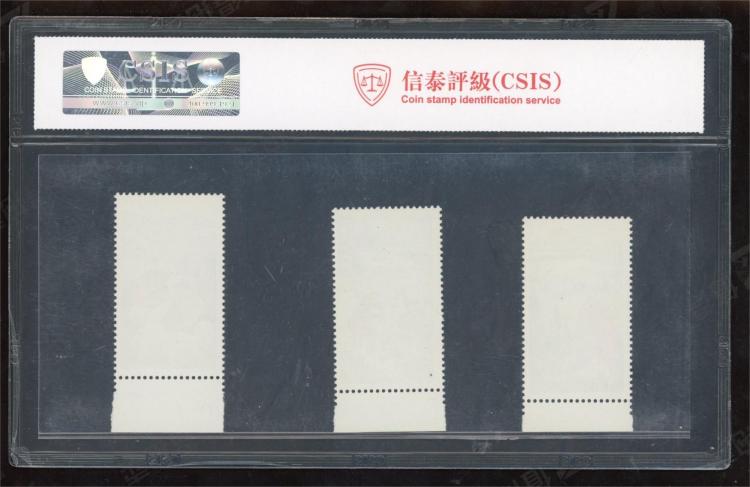 CSIS
COIN STAMP IDENTIFICATION SERVICE
信泰評級(CSIS)
Coin stamp identification service